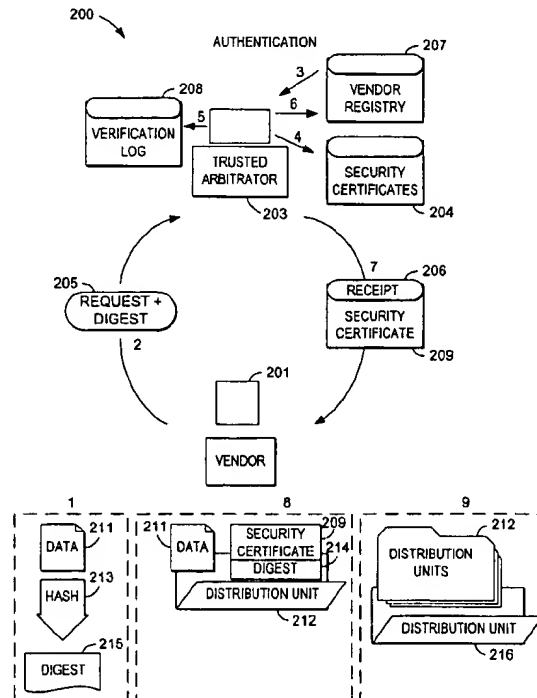 200
AUTHENTICATION
207
208
3
VENDOR
REGISTRY
5
6
VERIFICATION
LOG
4
TRUSTED
ARBITRATOR
SECURITY
CERTIFICATES
203
204
7
206
205
RECEIPT
REQUEST +
DIGEST
SECURITY
CERTIFICATE
2
209
201
VENDOR
1
211
DATA
213
HASH
215
DIGEST
8
211
DATA
209
SECURITY
CERTIFICATE
214
DIGEST
DISTRIBUTION UNIT
212
9
212
DISTRIBUTION
UNITS
DISTRIBUTION UNIT
216